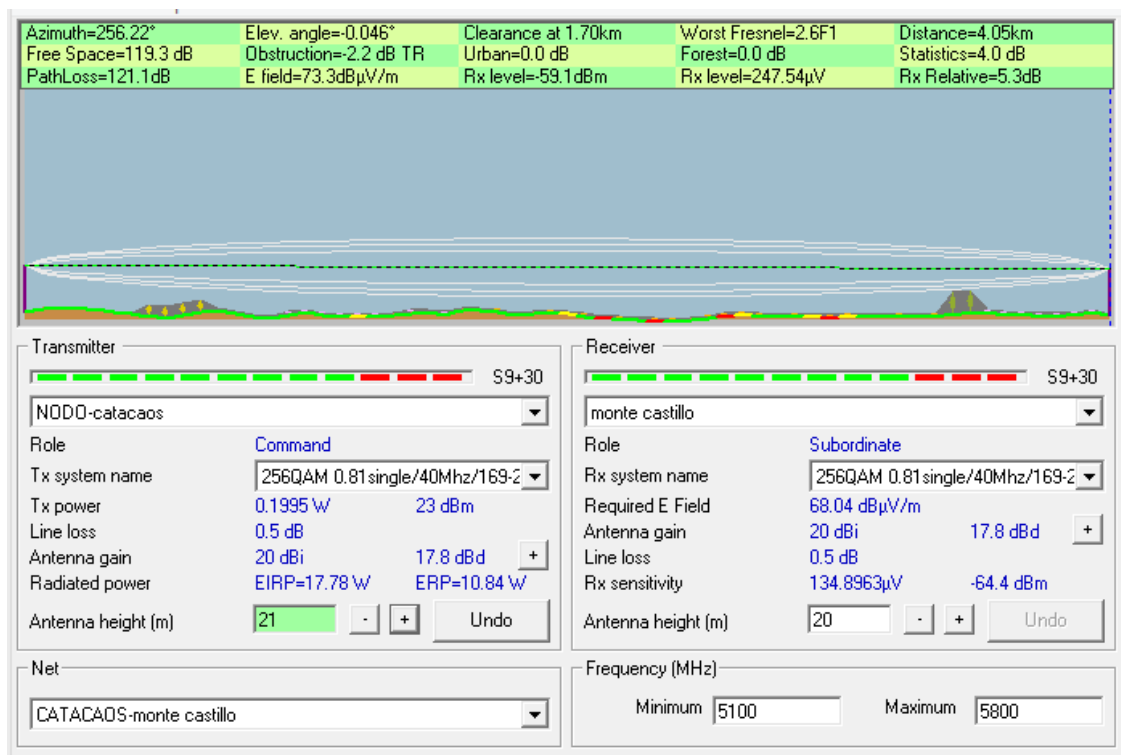 Azimuth=256.22° Elev. angle=-0.046° Clearance at 1.70km Worst Fresnel=2.6F1 Distance=4.05km
Free Space=119.3 dB Obstruction=-2.2 dB TR Urban=0.0 dB Forest=0.0 dB Statistics=4.0 dB
PathLoss=121.1dB E field=73.3dBµV/m Rx level=-59.1dBm Rx level=247.54µV Rx Relative=5.3dB
Transmitter
S9+30
NODO-catacaos
Role Command
Tx system name 256QAM 0.81single/40Mhz/169-2
Tx power 0.1995 W 23 dBm
Line loss 0.5 dB
Antenna gain 20 dBi 17.8 dBd +
Radiated power EIRP=17.78 W ERP=10.84 W
Antenna height (m) 21 - + Undo
Receiver
S9+30
monte castillo
Role Subordinate
Rx system name 256QAM 0.81single/40Mhz/169-2
Required E Field 68.04 dBµV/m
Antenna gain 20 dBi 17.8 dBd +
Line loss 0.5 dB
Rx sensitivity 134.8963µV -64.4 dBm
Antenna height (m) 20 - + Undo
Net
CATACAOS-monte castillo
Frequency (MHz)
Minimum 5100 Maximum 5800